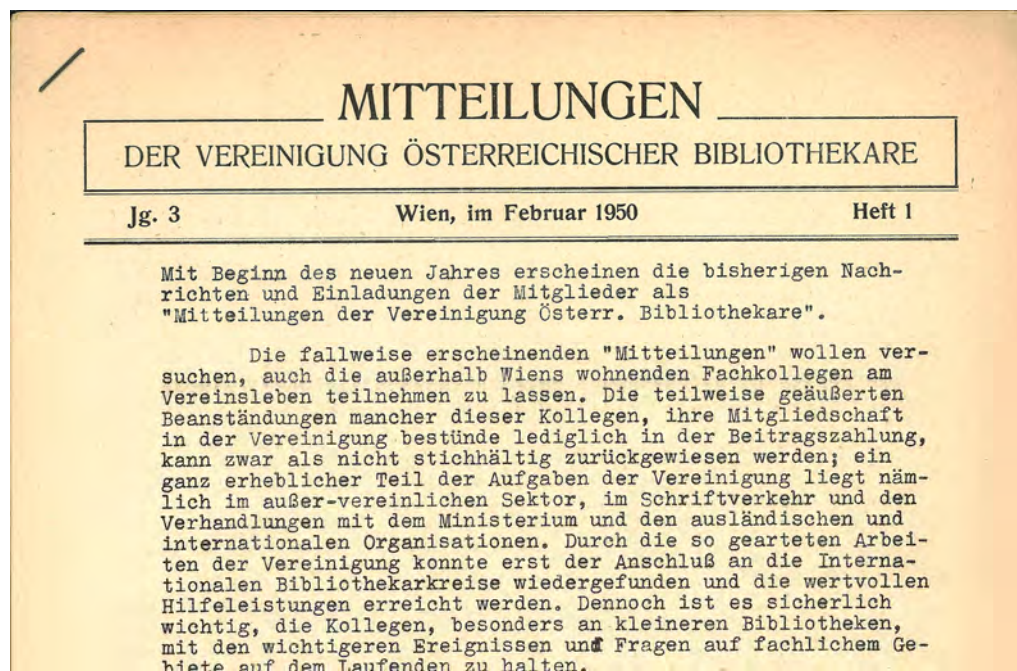 MITTEILUNGEN
DER VEREINIGUNG ÖSTERREICHISCHER BIBLIOTHEKARE
Jg. 3 Wien, im Februar 1950 Heft 1
Mit Beginn des neuen Jahres erscheinen die bisherigen Nach-
richten und Einladungen der Mitglieder als
"Mitteilungen der Vereinigung Österr. Bibliothekare".
Die fallweise erscheinenden "Mitteilungen" wollen ver-
suchen, auch die außerhalb Wiens wohnenden Fachkollegen am
Vereinsleben teilnehmen zu lassen. Die teilweise geäußerten
Beanständungen mancher dieser Kollegen, ihre Mitgliedschaft
in der Vereinigung bestünde lediglich in der Beitragszahlung,
kann zwar als nicht stichhältig zurückgewiesen werden; ein
ganz erheblicher Teil der Aufgaben der Vereinigung liegt näm-
lich im außer-vereinlichen Sektor, im Schriftverkehr und den
Verhandlungen mit dem Ministerium und den ausländischen und
internationalen Organisationen. Durch die so gearteten Arbei-
ten der Vereinigung konnte erst der Anschluß an die Interna-
tionalen Bibliothekarkreise wiedergefunden und die wertvollen
Hilfeleistungen erreicht werden. Dennoch ist es sicherlich
wichtig, die Kollegen, besonders an kleineren Bibliotheken,
mit den wichtigeren Ereignissen und Fragen auf fachlichem Ge-
biete auf dem Laufenden zu halten.